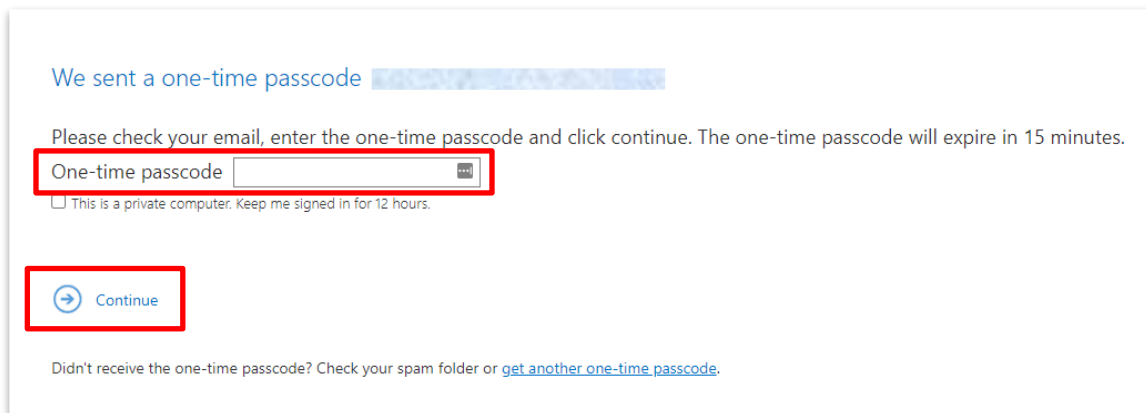 We sent a one-time passcode
Please check your email, enter the one-time passcode and click continue. The one-time passcode will expire in 15 minutes.
One-time passcode
This is a private computer. Keep me signed in for 12 hours.
Continue
Didn't receive the one-time passcode? Check your spam folder or get another one-time passcode.